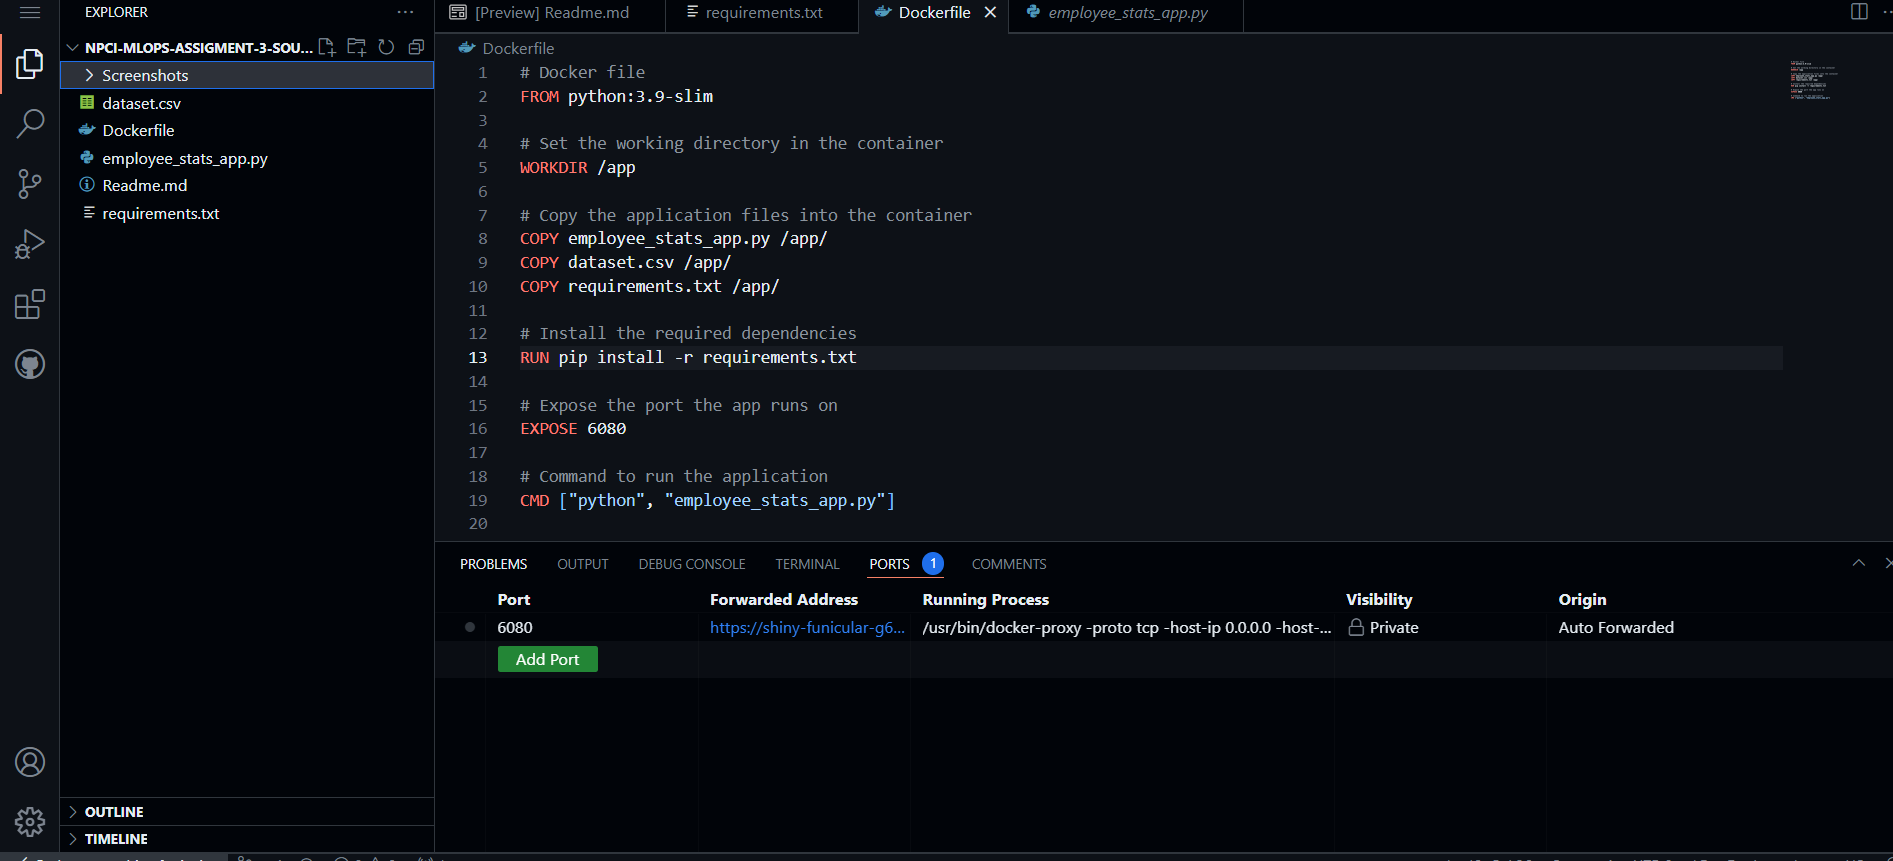 EXPLORER
NPCI-MLOPS-ASSIGMENT-3-SOU...
Screenshots
dataset.csv
Dockerfile
employee_stats_app.py
Readme.md
requirements.txt
OUTLINE
TIMELINE
[Preview] Readme.md
requirements.txt
Dockerfile
employee_stats_app.py
Dockerfile
1 # Docker file
2 FROM python:3.9-slim
3
4 # Set the working directory in the container
5 WORKDIR /app
6
7 # Copy the application files into the container
8 COPY employee_stats_app.py /app/
9 COPY dataset.csv /app/
10 COPY requirements.txt /app/
11
12 # Install the required dependencies
13 RUN pip install -r requirements.txt
14
15 # Expose the port the app runs on
16 EXPOSE 6080
17
18 # Command to run the application
19 CMD ["python", "employee_stats_app.py"]
20
PROBLEMS OUTPUT DEBUG CONSOLE TERMINAL PORTS 1 COMMENTS
Port Forwarded Address Running Process Visibility Origin
6080 https://shiny-funicular-g6... /usr/bin/docker-proxy -proto tcp -host-ip 0.0.0.0 -host-... Private Auto Forwarded
Add Port